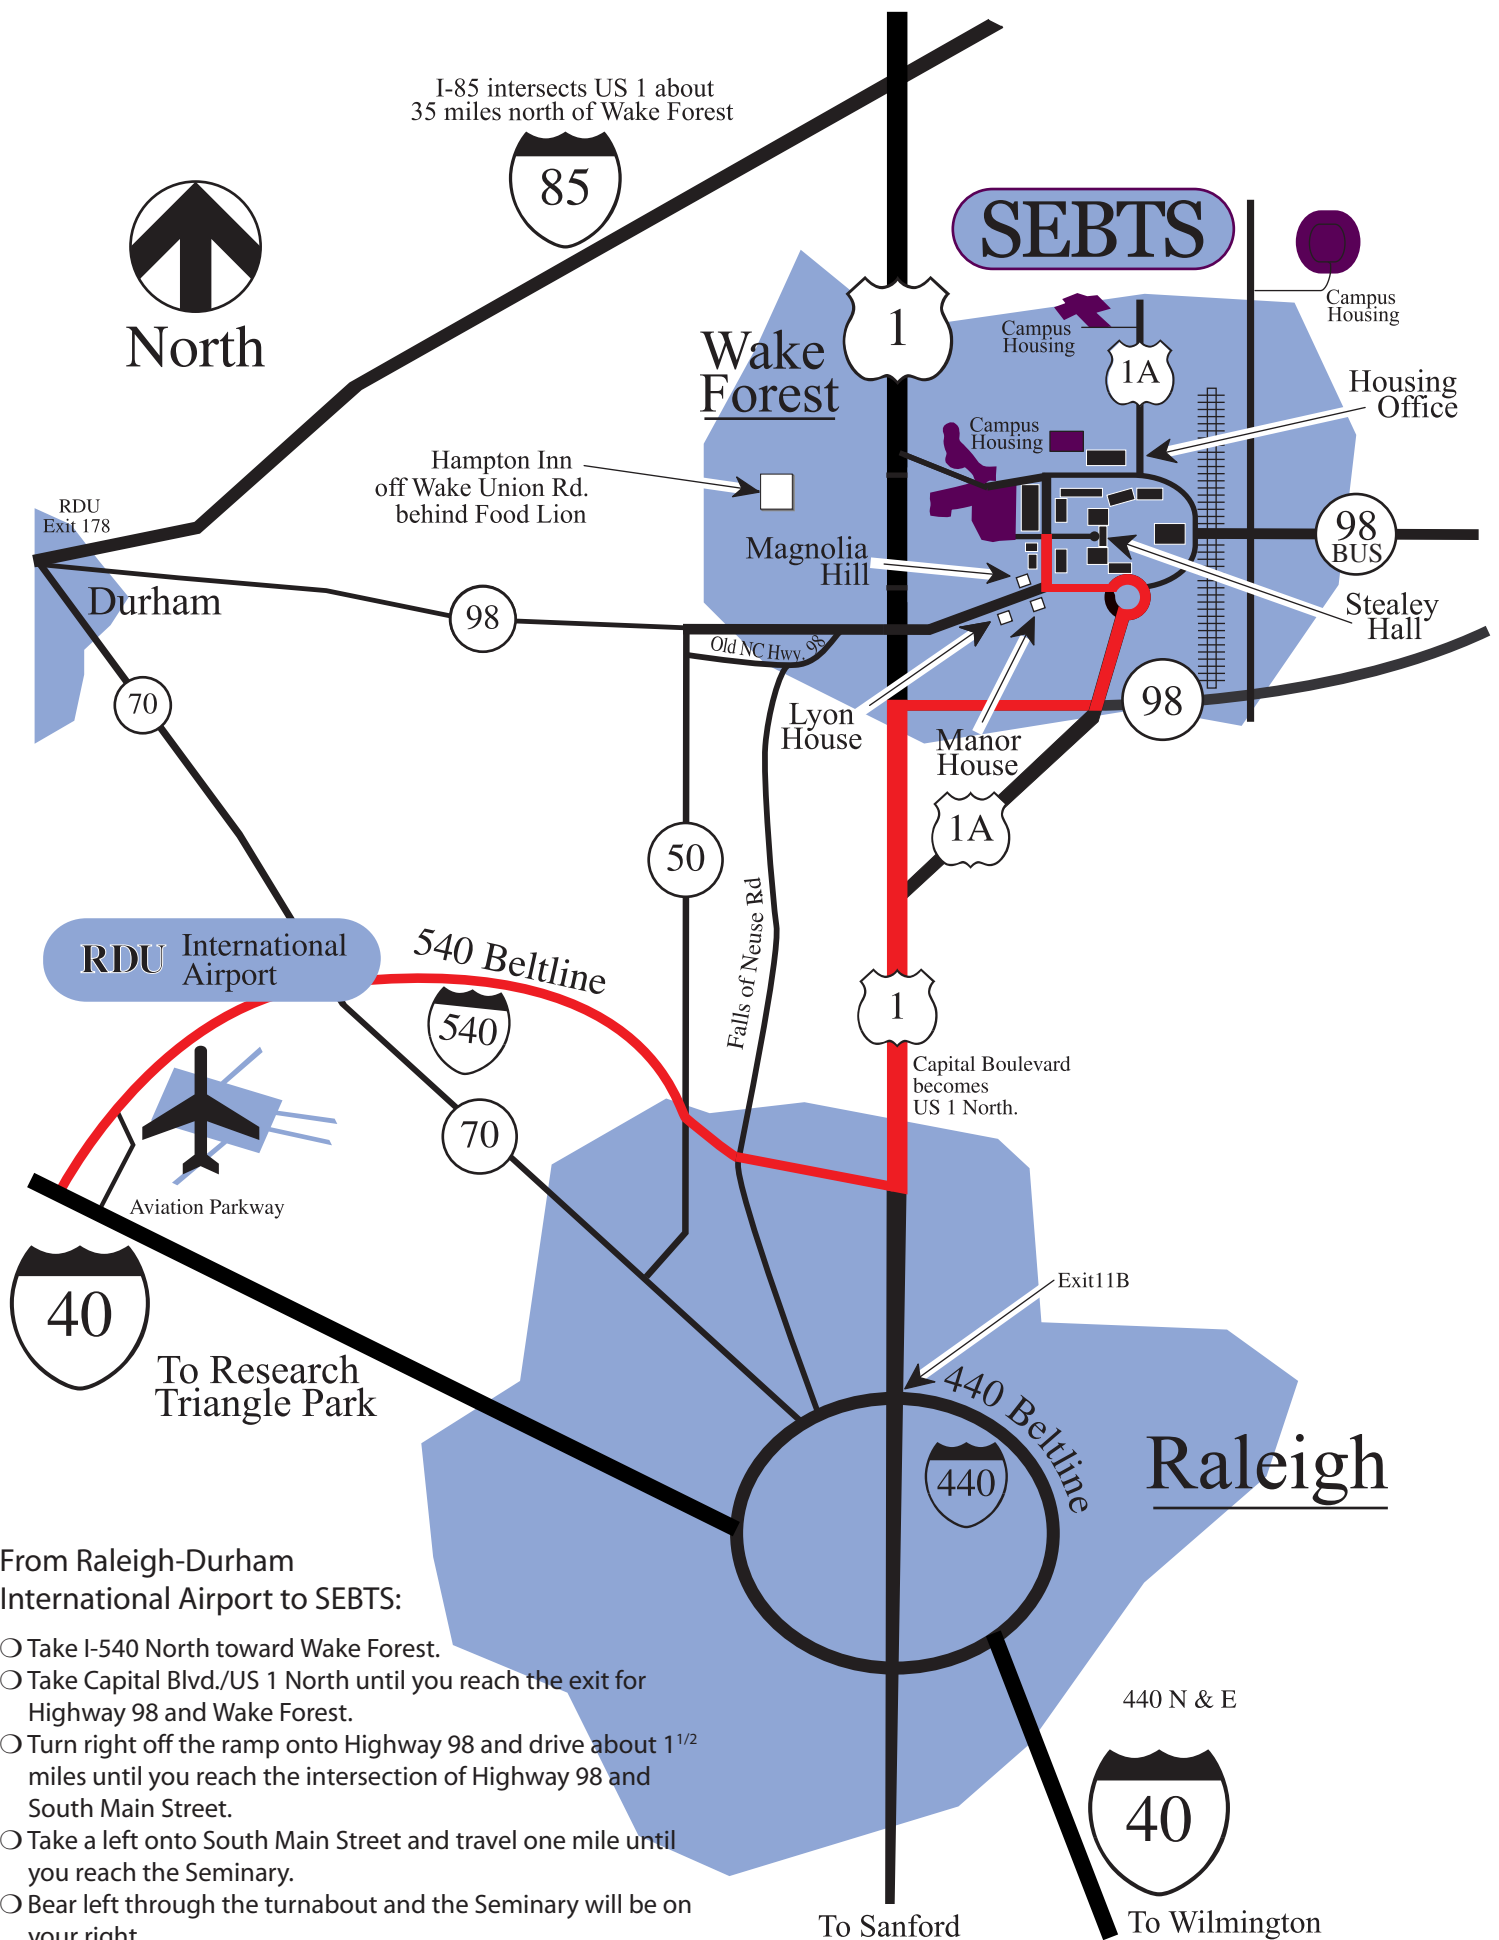 I-85 intersects US 1 about
35 miles north of Wake Forest
85
North
SEBTS
Campus
Housing
1
Wake
Forest
Campus
Housing
1A
Housing
Office
Campus
Housing
Hampton Inn
off Wake Union Rd.
behind Food Lion
RDU
Exit 178
Durham
98
Magnolia
Hill
98
BUS
Stealey
Hall
Old NC Hwy. 98
70
Lyon
House
Manor
House
98
1A
50
Falls of Neuse Rd
RDU International
Airport
540 Beltline
540
1
Capital Boulevard
becomes
US 1 North.
70
Aviation Parkway
40
To Research
Triangle Park
Exit11B
440 Beltline
440
Raleigh
From Raleigh-Durham
International Airport to SEBTS:
❍ Take I-540 North toward Wake Forest.
❍ Take Capital Blvd./US 1 North until you reach the exit for
Highway 98 and Wake Forest.
❍ Turn right off the ramp onto Highway 98 and drive about 1 1/2
miles until you reach the intersection of Highway 98 and
South Main Street.
❍ Take a left onto South Main Street and travel one mile until
you reach the Seminary.
❍ Bear left through the turnabout and the Seminary will be on
your right.
440 N & E
40
To Sanford
To Wilmington